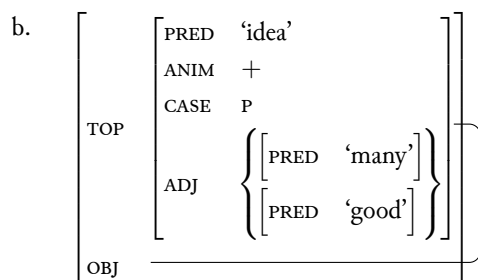 b.
PRED ‘idea’
ANIM +
CASE P
TOP
[PRED ‘many’]
ADJ
[PRED ‘good’]
OBJ